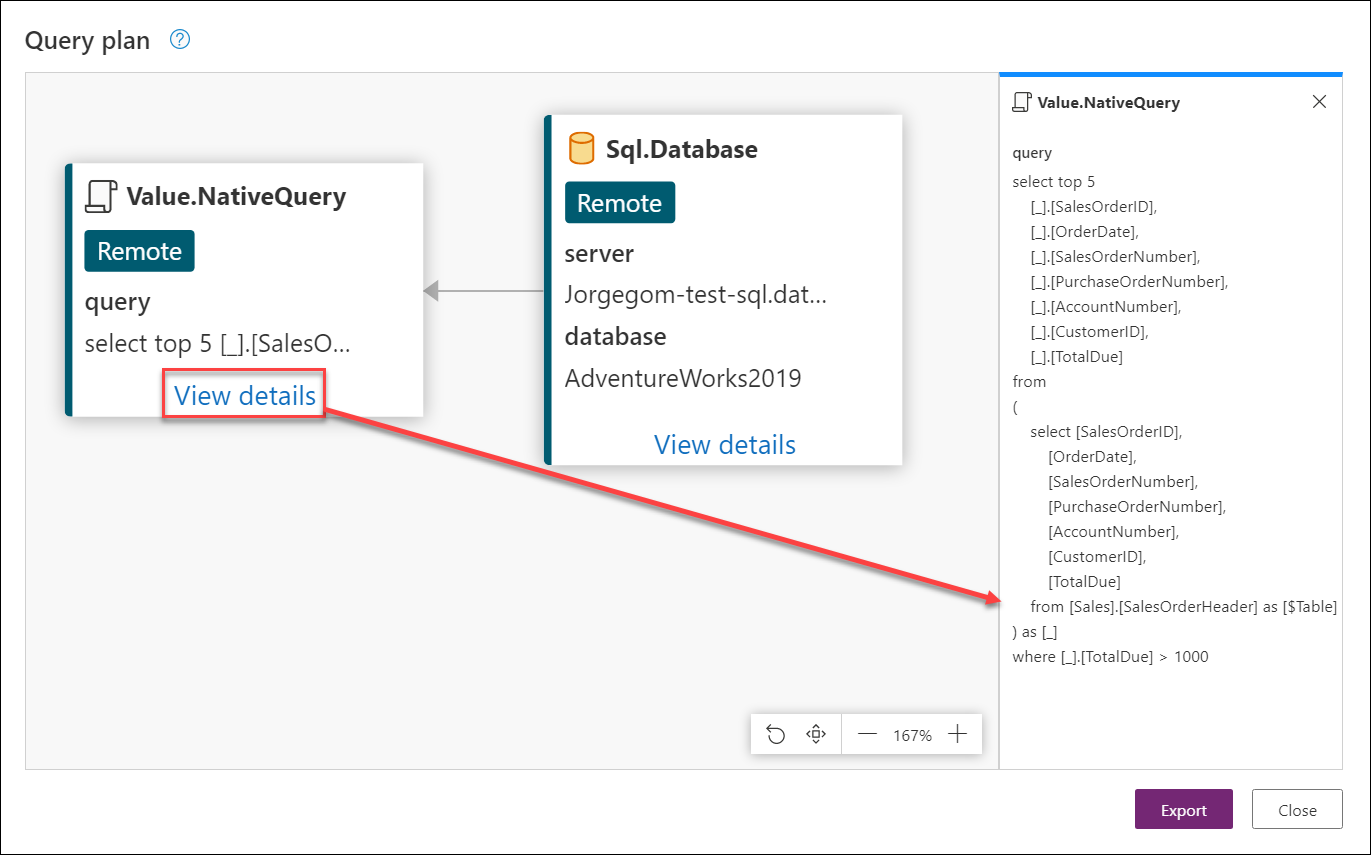 Query plan
Value.NativeQuery
Remote
query
select top 5 [_].[SalesO...
View details
Sql.Database
Remote
server
Jorgegom-test-sql.dat...
database
AdventureWorks2019
View details
167%
Value.NativeQuery
query
select top 5
[_].[SalesOrderID],
[_].[OrderDate],
[_].[SalesOrderNumber],
[_].[PurchaseOrderNumber],
[_].[AccountNumber],
[_].[CustomerID],
[_].[TotalDue]
from
(
select [SalesOrderID],
[OrderDate],
[SalesOrderNumber],
[PurchaseOrderNumber],
[AccountNumber],
[CustomerID],
[TotalDue]
from [Sales].[SalesOrderHeader] as [$Table]
) as [_]
where [_].[TotalDue] > 1000
Export
Close